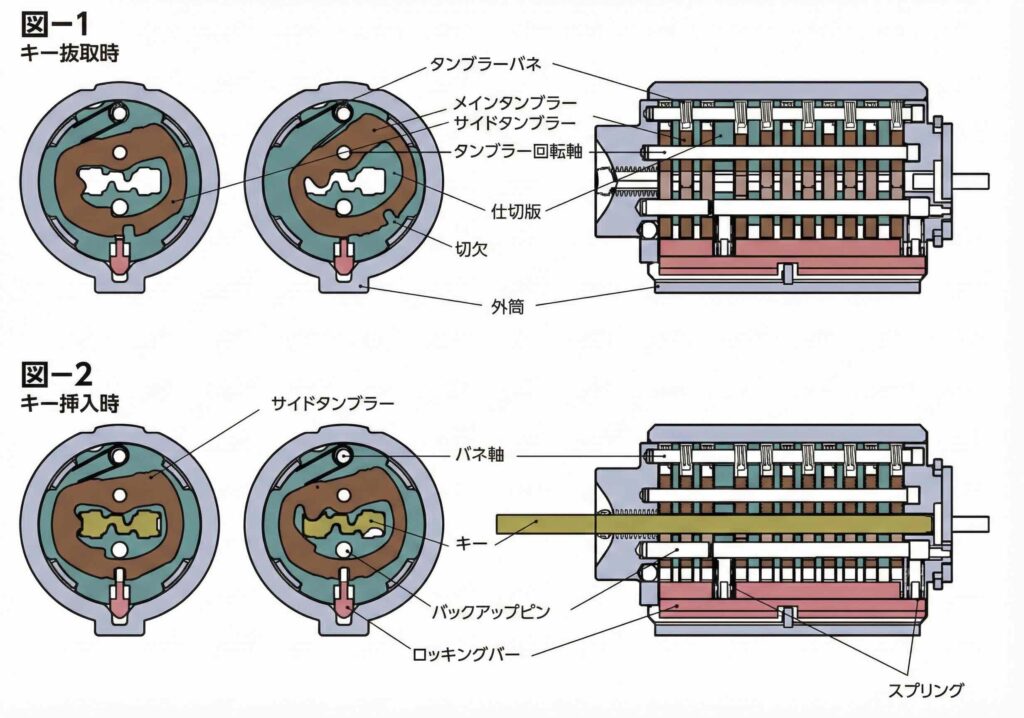 図－1
キー抜取時
タンブラーバネ
メインタンブラー
サイドタンブラー
タンブラー回転軸
仕切版
切欠
外筒
図－2
キー挿入時
サイドタンブラー
バネ軸
キー
バックアップピン
ロッキングバー
スプリング